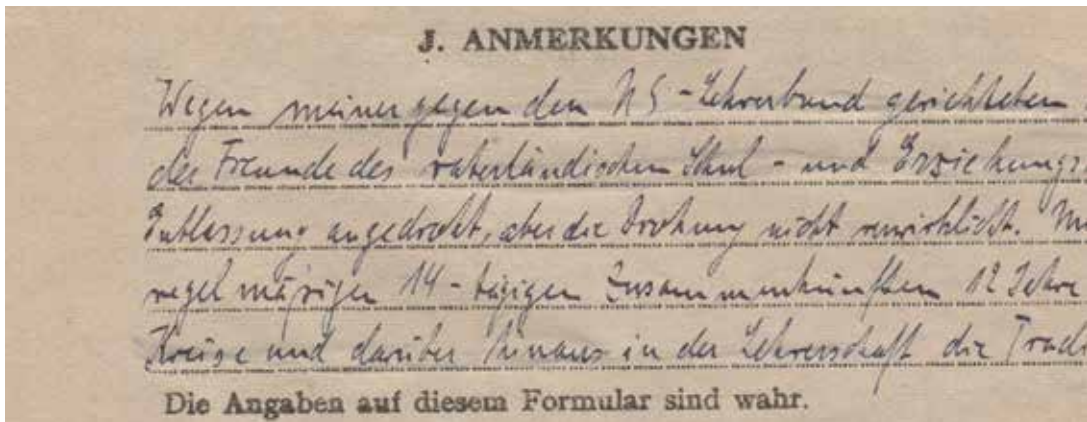 J. ANMERKUNGEN
Wegen meiner gegen den NS-Lehrerbund gerichteten
der Freunde des vaterländischen Schul- und Erziehungs
Entlassung angedroht, aber die Drohung nicht verwirklicht.
regelmäßigen 14-tägigen Zusammenkünften 12 Jahre
Kreise und darüber hinaus in der Lehrerschaft die
Die Angaben auf diesem Formular sind wahr.